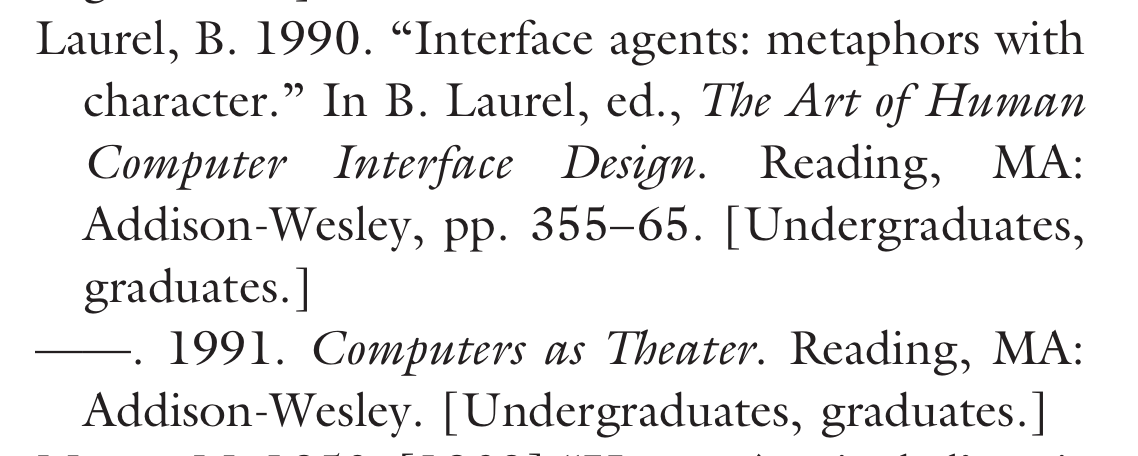 Laurel, B. 1990. “Interface agents: metaphors with
character.” In B. Laurel, ed., The Art of Human
Computer Interface Design. Reading, MA:
Addison-Wesley, pp. 355–65. [Undergraduates,
graduates.]
——. 1991. Computers as Theater. Reading, MA:
Addison-Wesley. [Undergraduates, graduates.]